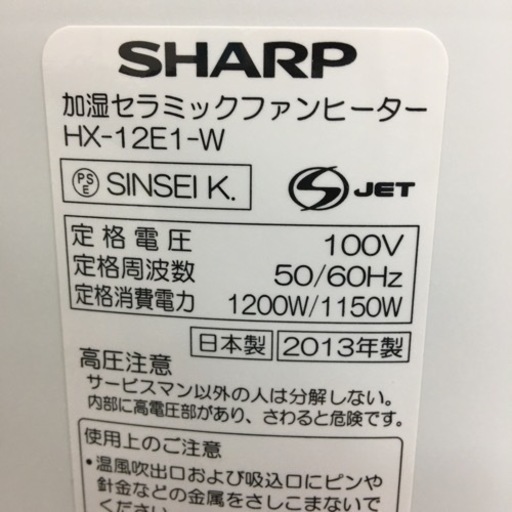 SHARP
加湿セラミックファンヒーター
HX-12E1-W
PS
E
SINSEI K.
S JET
定格電圧 100V
定格周波数 50/60Hz
定格消費電力 1200W/1150W
日本製 2013年製
高圧注意
サービスマン以外の人は分解しない。
内部に高電圧部があり、さわると危険です。
使用上のご注意
・温風吹出口および吸込口にピンや
針金などの金属をさしこまないで